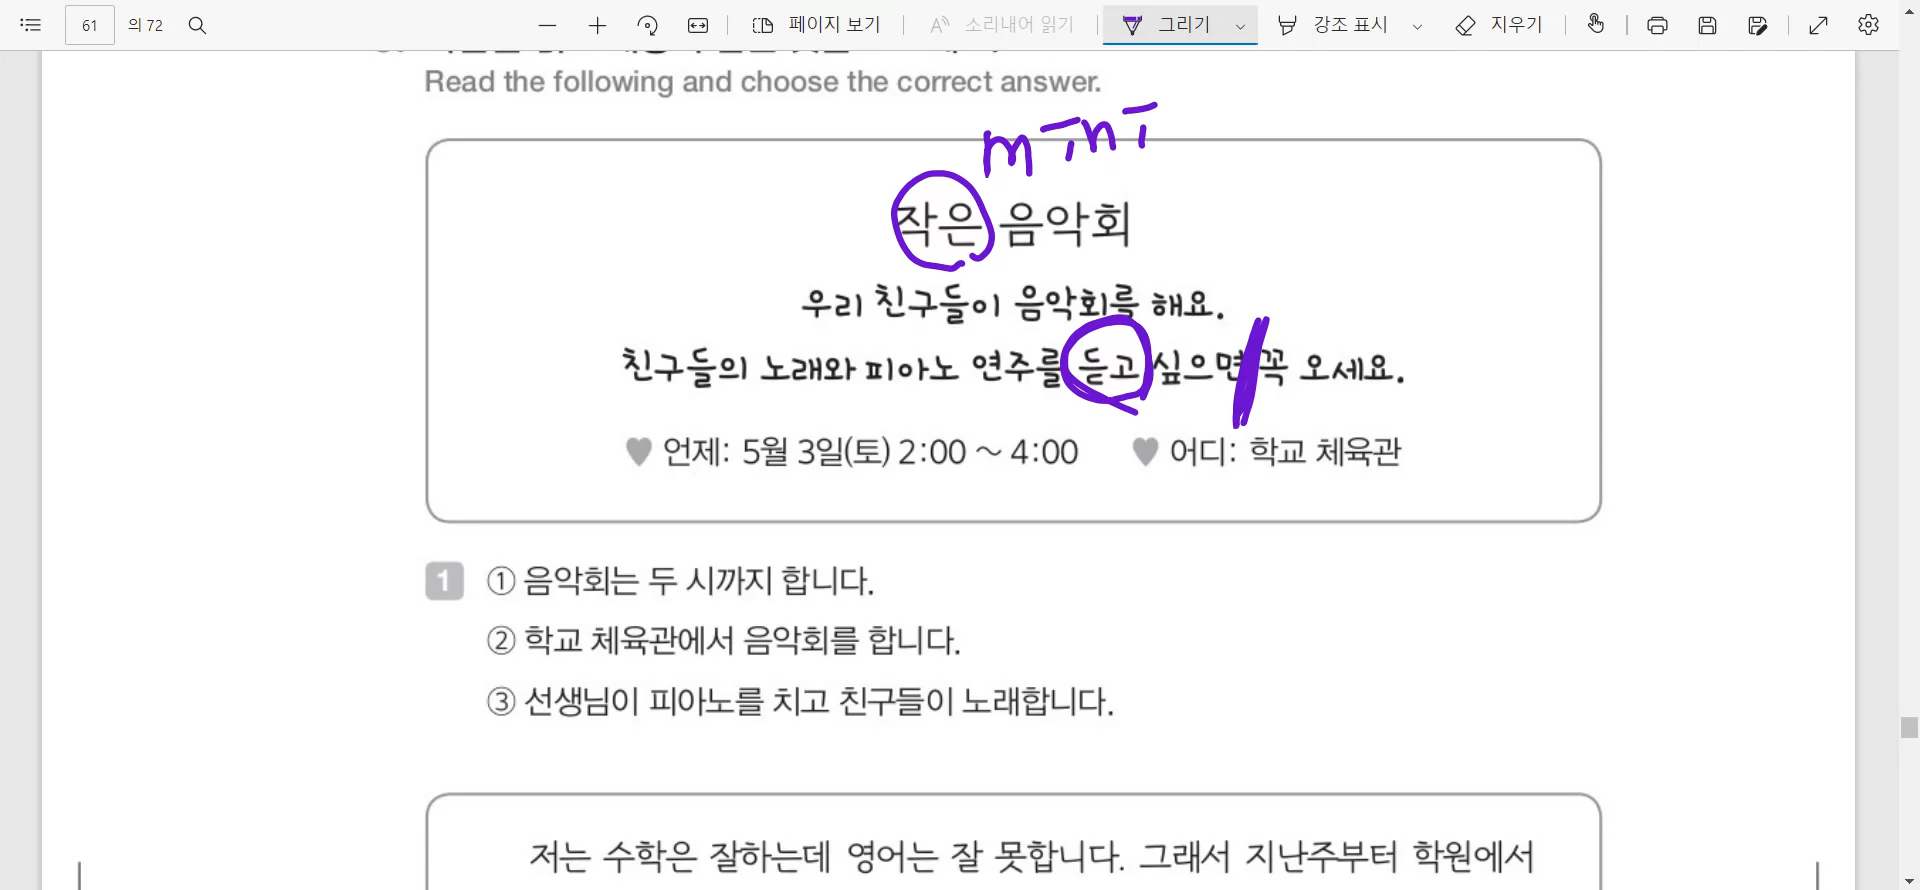 61 의 72 페이지 보기 소리내어 읽기 그리기 강조 표시 지우기
Read the following and choose the correct answer.
mini
작은 음악회
우리 친구들이 음악회를 해요.
친구들의 노래와 피아노 연주를 듣고 싶으면 꼭 오세요.
♥ 언제: 5월 3일(토) 2:00 ~ 4:00 ♥ 어디: 학교 체육관
1 ① 음악회는 두 시까지 합니다.
② 학교 체육관에서 음악회를 합니다.
③ 선생님이 피아노를 치고 친구들이 노래합니다.
저는 수학은 잘하는데 영어는 잘 못합니다. 그래서 지난주부터 학원에서